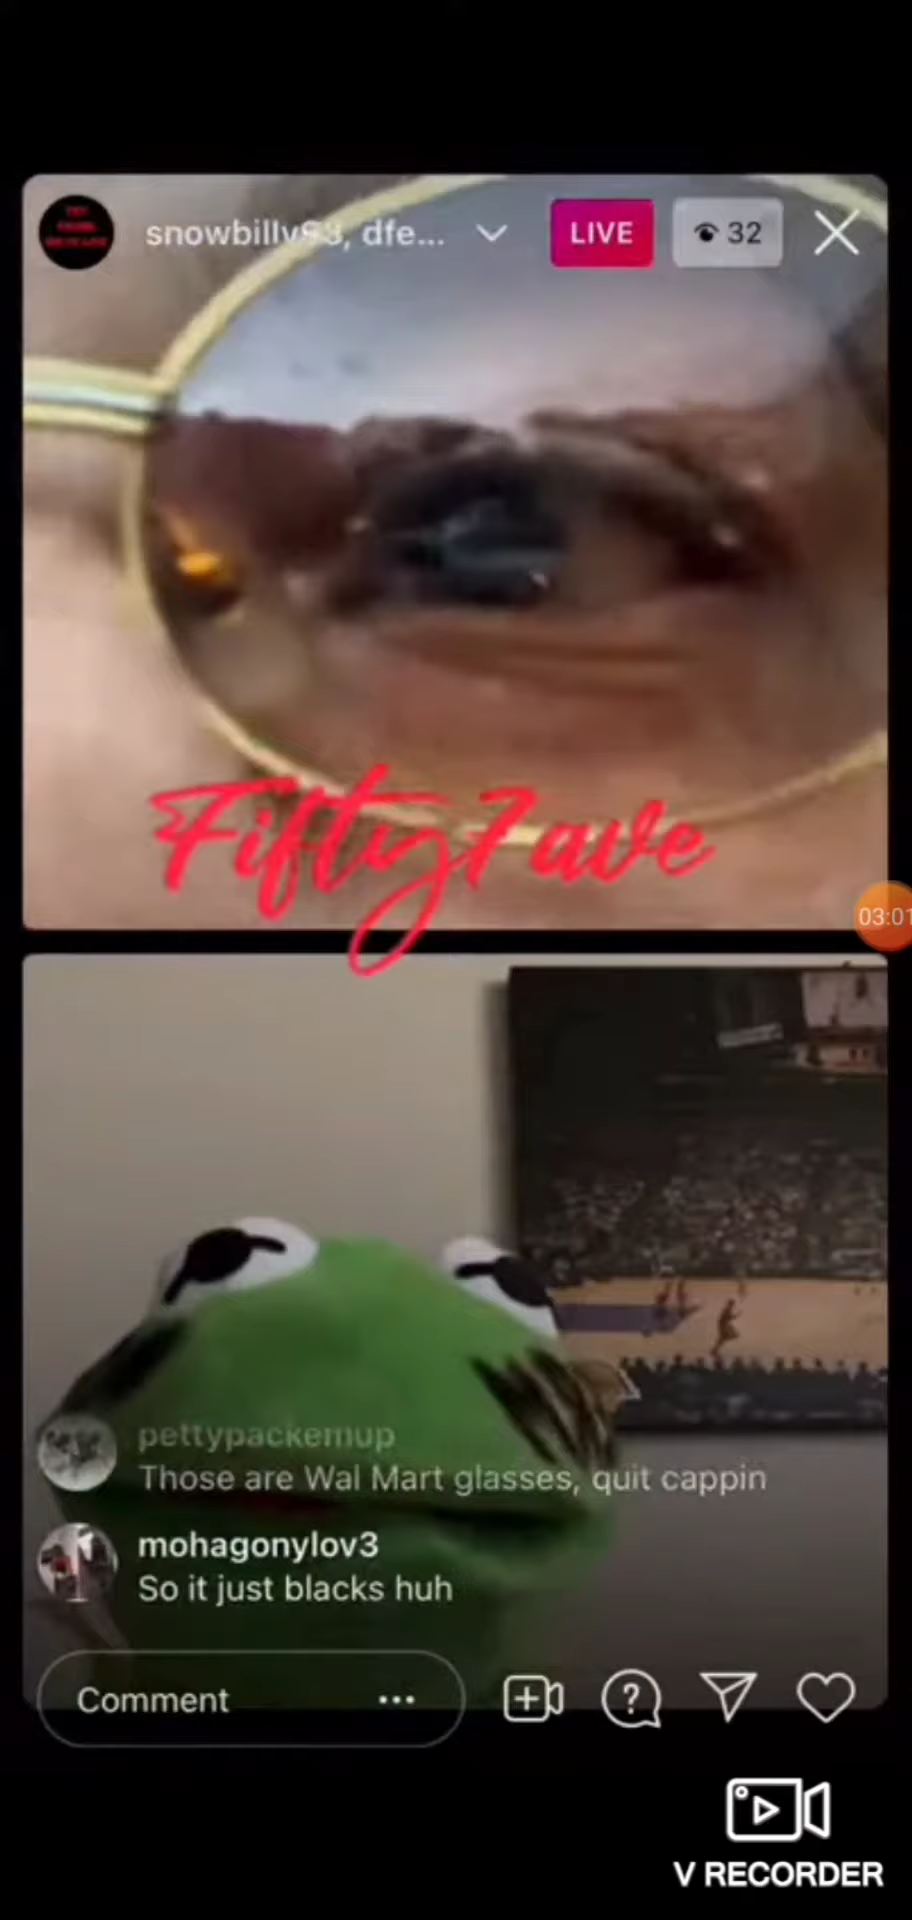 snowbilly93, dfe...
LIVE
32
Fifty7ave
03:01
pettypackemup
Those are Wal Mart glasses, quit cappin
mohagonylov3
So it just blacks huh
Comment
V RECORDER